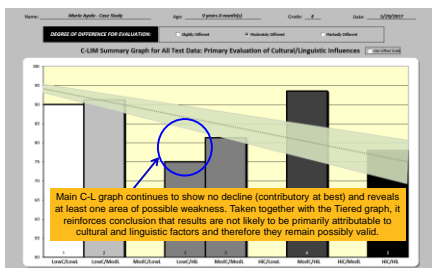 Name: Maria Ayala - Case Study Age: 9 years 0 month(s) Grade: 4 Date: 5/29/2017
DEGREE OF DIFFERENCE FOR EVALUATION: Slightly Different Moderately Different Markedly Different
C-LIM Summary Graph for All Test Data: Primary Evaluation of Cultural/Linguistic Influences
100
95
90
85
80
75
70
65
60
55
50
Main C-L graph continues to show no decline (contributory at best) and reveals
at least one area of possible weakness. Taken together with the Tiered graph, it
reinforces conclusion that results are not likely to be primarily attributable to
cultural and linguistic factors and therefore they remain possibly valid.
LowC/LowL LowC/ModL ModC/LowL LowC/HiL ModC/ModL HiC/LowL ModC/HiL HiC/ModL HiC/HiL